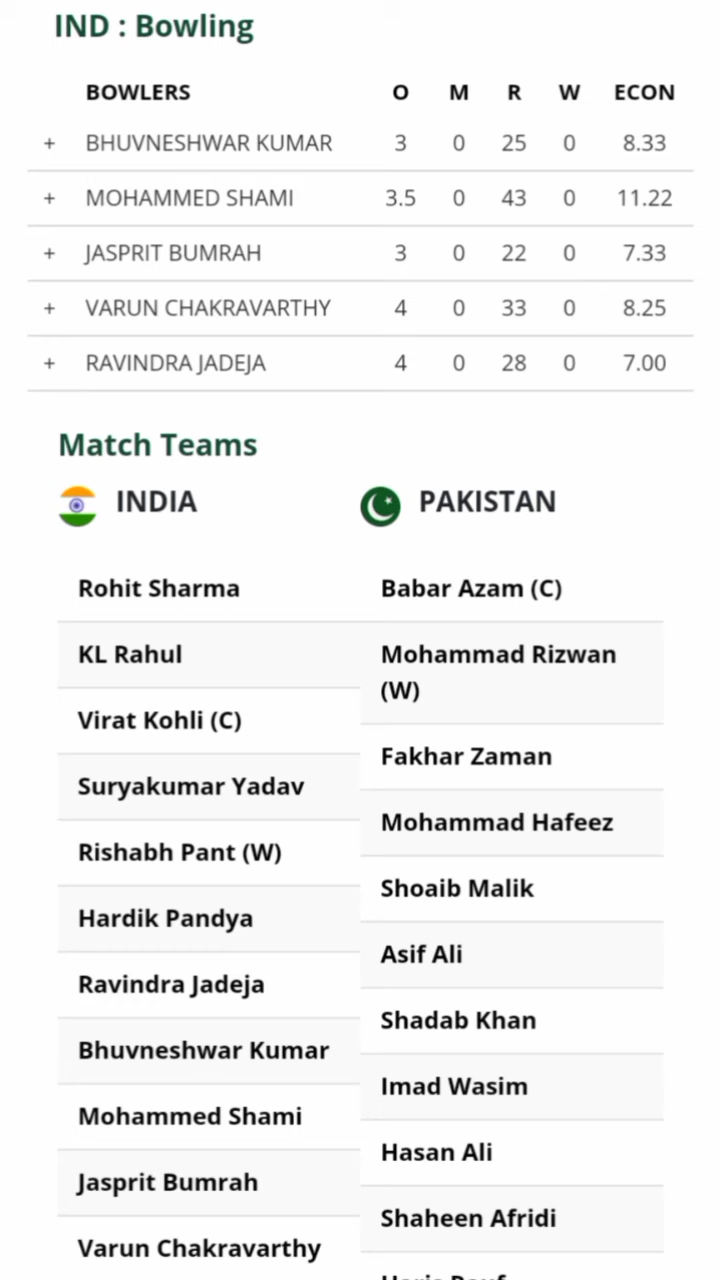 IND : Bowling
BOWLERS O M R W ECON
+ BHUVNESHWAR KUMAR 3 0 25 0 8.33
+ MOHAMMED SHAMI 3.5 0 43 0 11.22
+ JASPRIT BUMRAH 3 0 22 0 7.33
+ VARUN CHAKRAVARTHY 4 0 33 0 8.25
+ RAVINDRA JADEJA 4 0 28 0 7.00
Match Teams
INDIA
Rohit Sharma
KL Rahul
Virat Kohli (C)
Suryakumar Yadav
Rishabh Pant (W)
Hardik Pandya
Ravindra Jadeja
Bhuvneshwar Kumar
Mohammed Shami
Jasprit Bumrah
Varun Chakravarthy
PAKISTAN
Babar Azam (C)
Mohammad Rizwan
(W)
Fakhar Zaman
Mohammad Hafeez
Shoaib Malik
Asif Ali
Shadab Khan
Imad Wasim
Hasan Ali
Shaheen Afridi